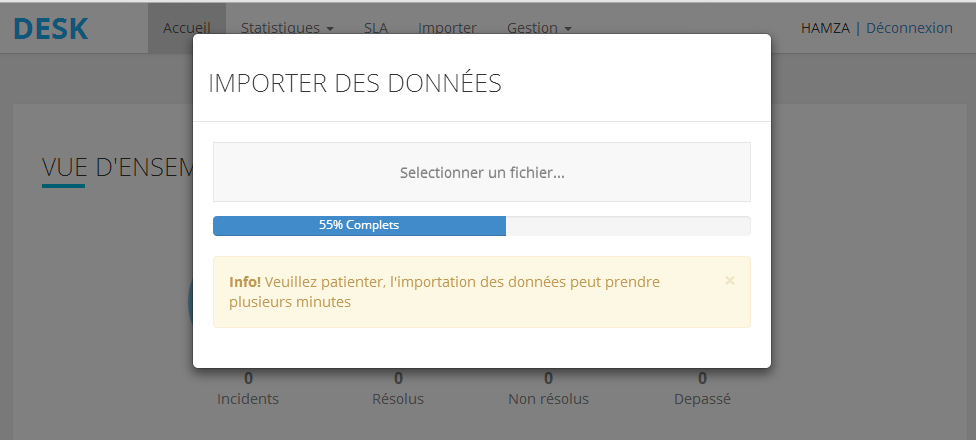 DESK
Accueil Statistiques SLA Importer Gestion HAMZA | Déconnexion
IMPORTER DES DONNÉES
VUE D'ENSEM
Selectionner un fichier...
55% Complets
Info! Veuillez patienter, l'importation des données peut prendre
plusieurs minutes
×
0 0 0 0
Incidents Résolus Non résolus Depassé